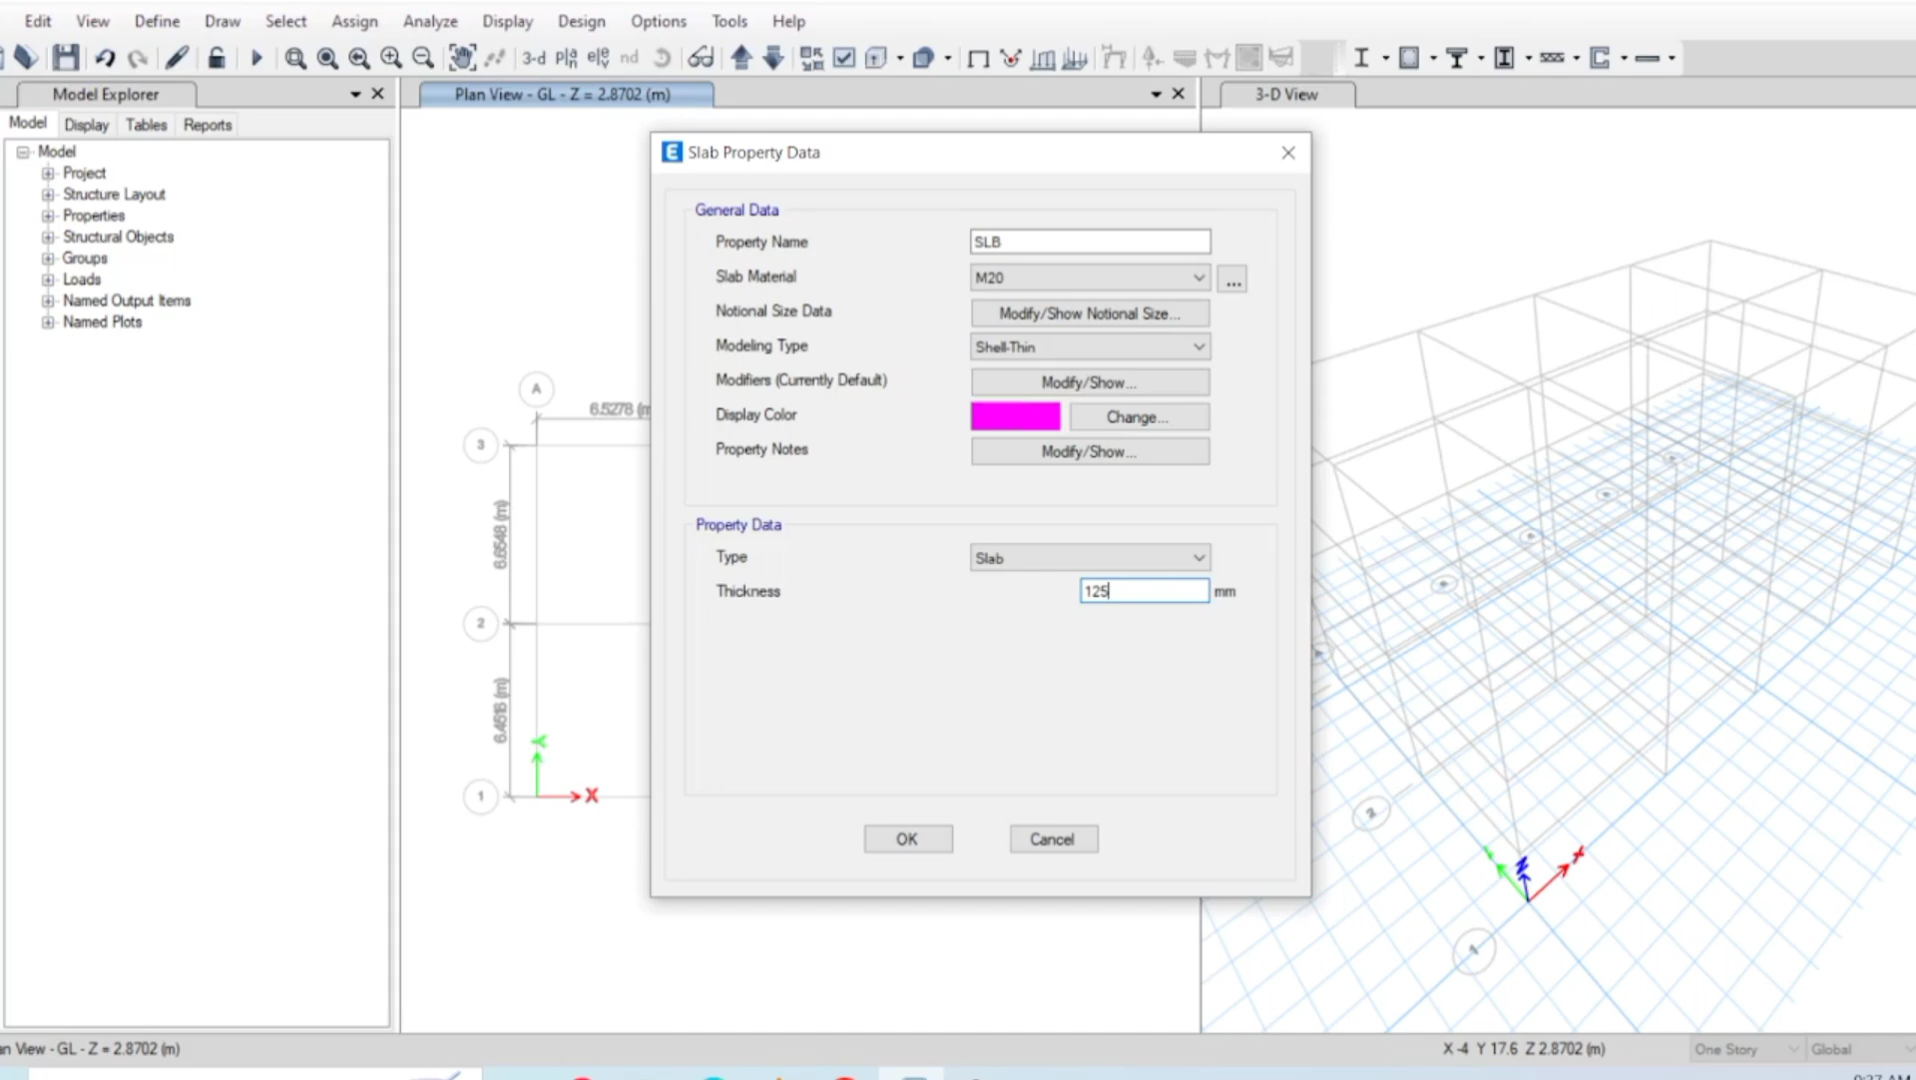 Edit View Define Draw Select Assign Analyze Display Design Options Tools Help
3-d plan elev nd
Model Explorer
Plan View - GL - Z = 2.8702 (m)
3-D View
Model Display Tables Reports
Model
Project
Structure Layout
Properties
Structural Objects
Groups
Loads
Named Output Items
Named Plots
A
6.5278 (m
3
6.6548 (m)
2
6.4516 (m)
Y
1
X
E Slab Property Data
General Data
Property Name SLB
Slab Material M20 ...
Notional Size Data Modify/Show Notional Size...
Modeling Type Shell-Thin
Modifiers (Currently Default) Modify/Show...
Display Color Change...
Property Notes Modify/Show...
Property Data
Type Slab
Thickness 125 mm
OK Cancel
2
Z
X
an View - GL - Z = 2.8702 (m)
X -4 Y 17.6 Z 2.8702 (m)
One Story Global